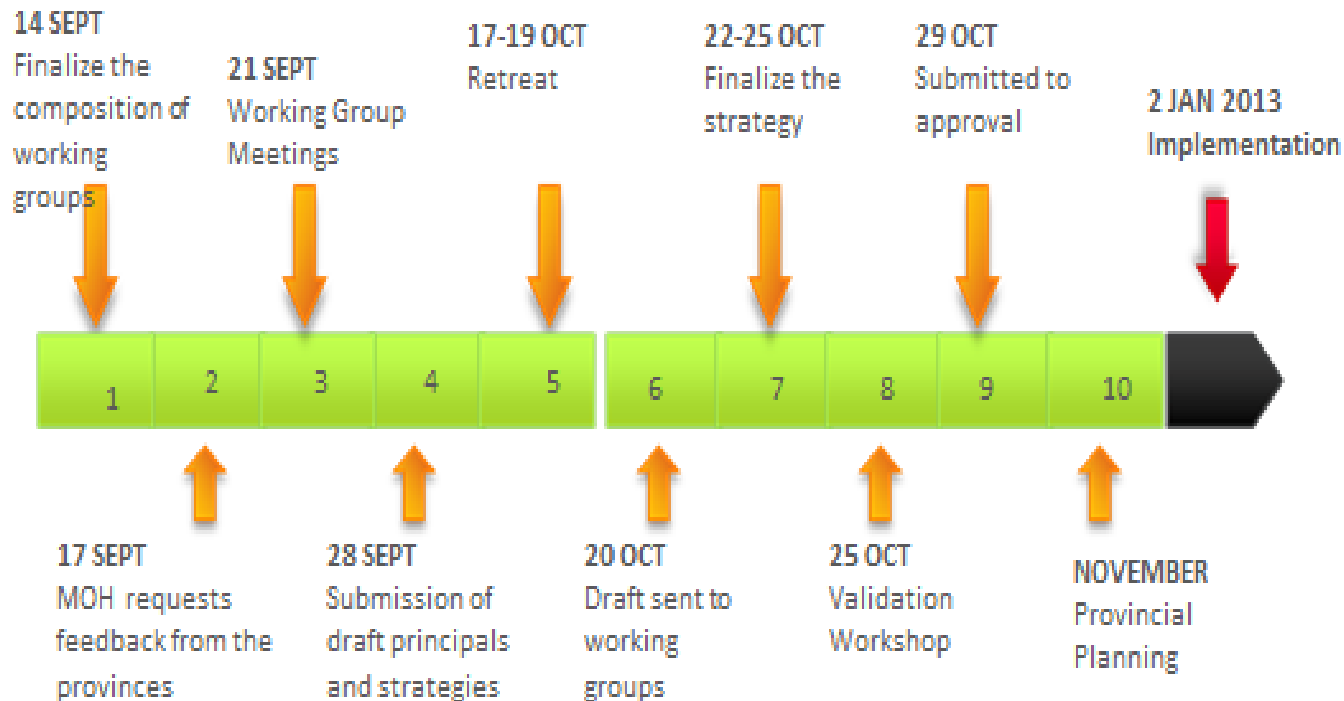 14 SEPT
Finalize the
composition of
working
groups
21 SEPT
Working Group
Meetings
17-19 OCT
Retreat
22-25 OCT
Finalize the
strategy
29 OCT
Submitted to
approval
2 JAN 2013
Implementation
1
2
3
4
5
6
7
8
9
10
17 SEPT
MOH requests
feedback from the
provinces
28 SEPT
Submission of
draft principals
and strategies
20 OCT
Draft sent to
working
groups
25 OCT
Validation
Workshop
NOVEMBER
Provincial
Planning